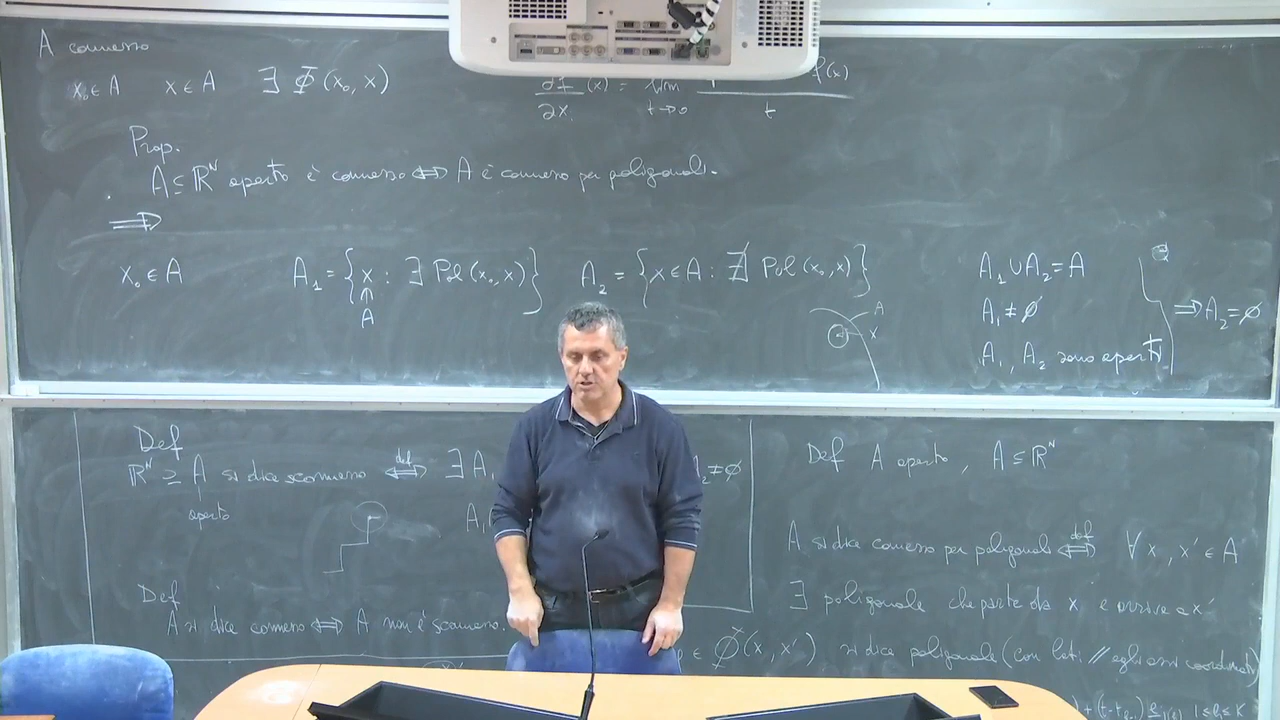 A connesso
x₀ ∈ A x ∈ A ∃ Φ(x₀, x)
(x) = lim f(x)
∂xᵢ t→0 t
Prop.
A ⊆ ℝᴺ aperto è connesso ⟺ A è connesso per poligonali.
⟹
x₀ ∈ A A₁ = {x : ∃ Pol(x₀, x)} A₂ = {x ∈ A : ∄ Pol(x₀, x)} A₁ ∪ A₂ = A
↑
A
A
x
A₁ ≠ ∅ ⟹ A₂ = ∅
A₁, A₂ sono aperti
Def
ℝᴺ ⊇ A si dice sconnesso ⟺ def ∃ A ₂ ≠ ∅
aperto
A₁
Def
A si dice connesso ⟺ A non è sconnesso.
Def A aperto, A ⊆ ℝᴺ
A si dice connesso per poligonali ⟺ def ∀ x, x' ∈ A
∃ poligonale che parte da x e arriva a x'
∈ Φ(x, x') si dice poligonale (con lati // agli assi coordinati)
1 ≤ k ≤ K